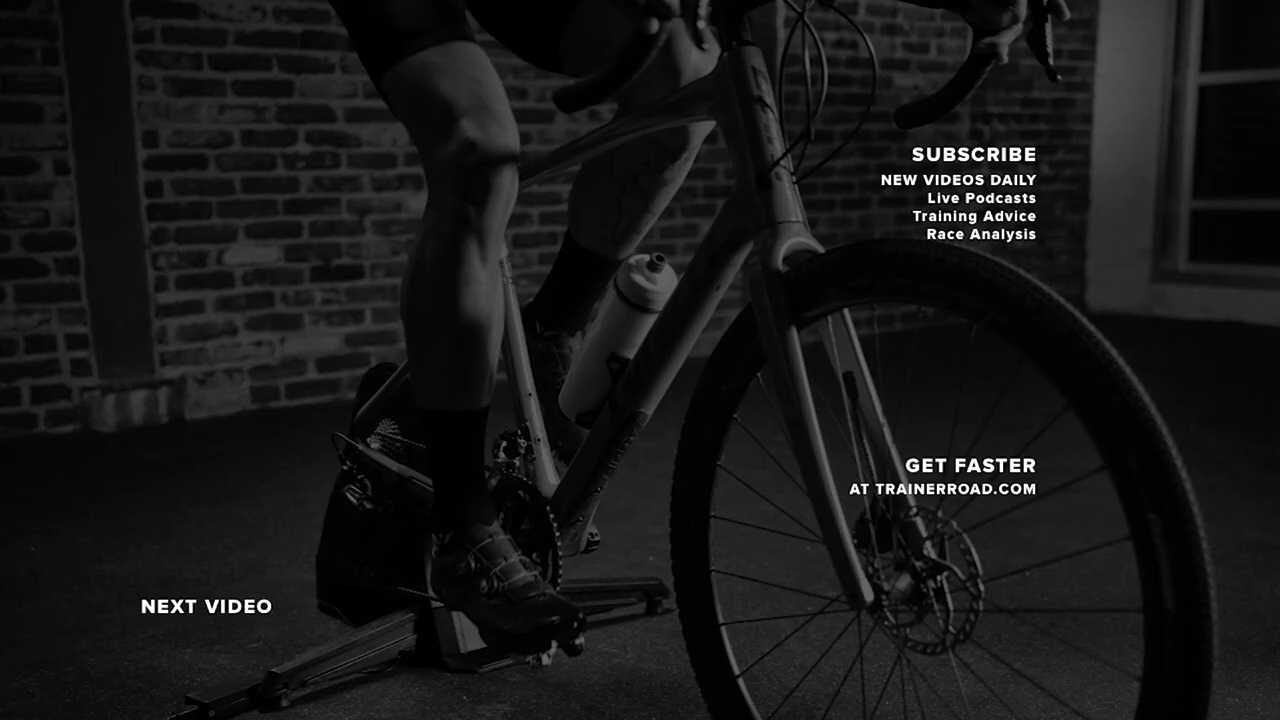 SUBSCRIBE
NEW VIDEOS DAILY
Live Podcasts
Training Advice
Race Analysis
GET FASTER
AT TRAINERROAD.COM
NEXT VIDEO